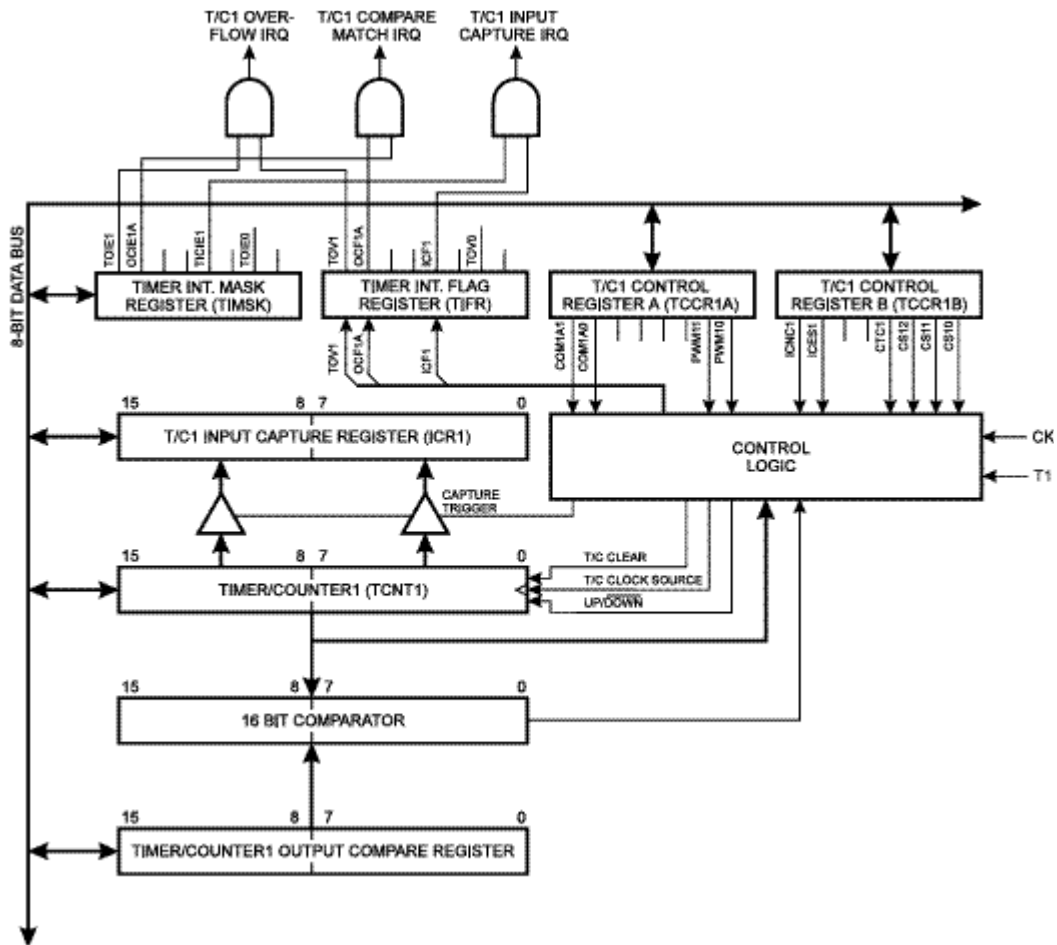 T/C1 OVER-
FLOW IRQ
T/C1 COMPARE
MATCH IRQ
T/C1 INPUT
CAPTURE IRQ
8-BIT DATA BUS
TOIE1
OCIE1A
TICIE1
TOIE0
TOV1
OCF1A
ICF1
TOV0
TIMER INT. MASK
REGISTER (TIMSK)
TIMER INT. FLAG
REGISTER (TIFR)
T/C1 CONTROL
REGISTER A (TCCR1A)
T/C1 CONTROL
REGISTER B (TCCR1B)
TOV1
OCF1A
ICF1
COM1A1
COM1A0
PWM11
PWM10
ICNC1
ICES1
CTC1
CS12
CS11
CS10
15 8 7 0
T/C1 INPUT CAPTURE REGISTER (ICR1)
CONTROL
LOGIC
CK
T1
CAPTURE
TRIGGER
15 8 7 0
TIMER/COUNTER1 (TCNT1)
T/C CLEAR
T/C CLOCK SOURCE
UP/DOWN
15 8 7 0
16 BIT COMPARATOR
15 8 7 0
TIMER/COUNTER1 OUTPUT COMPARE REGISTER